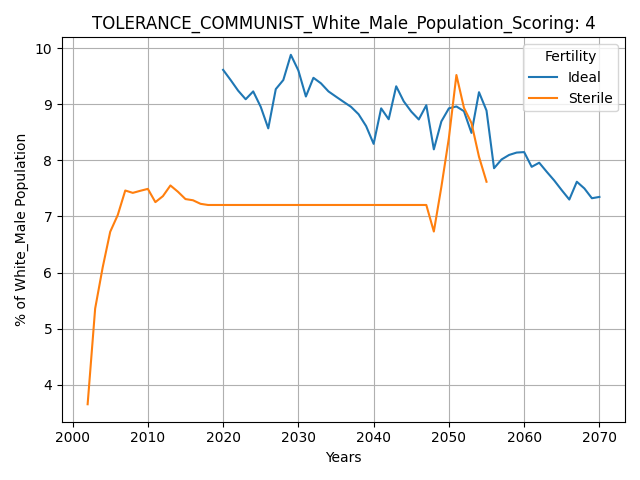 TOLERANCE_COMMUNIST_White_Male_Population_Scoring: 4
% of White_Male Population
10
9
8
7
6
5
4
Fertility
Ideal
Sterile
2000 2010 2020 2030 2040 2050 2060 2070
Years